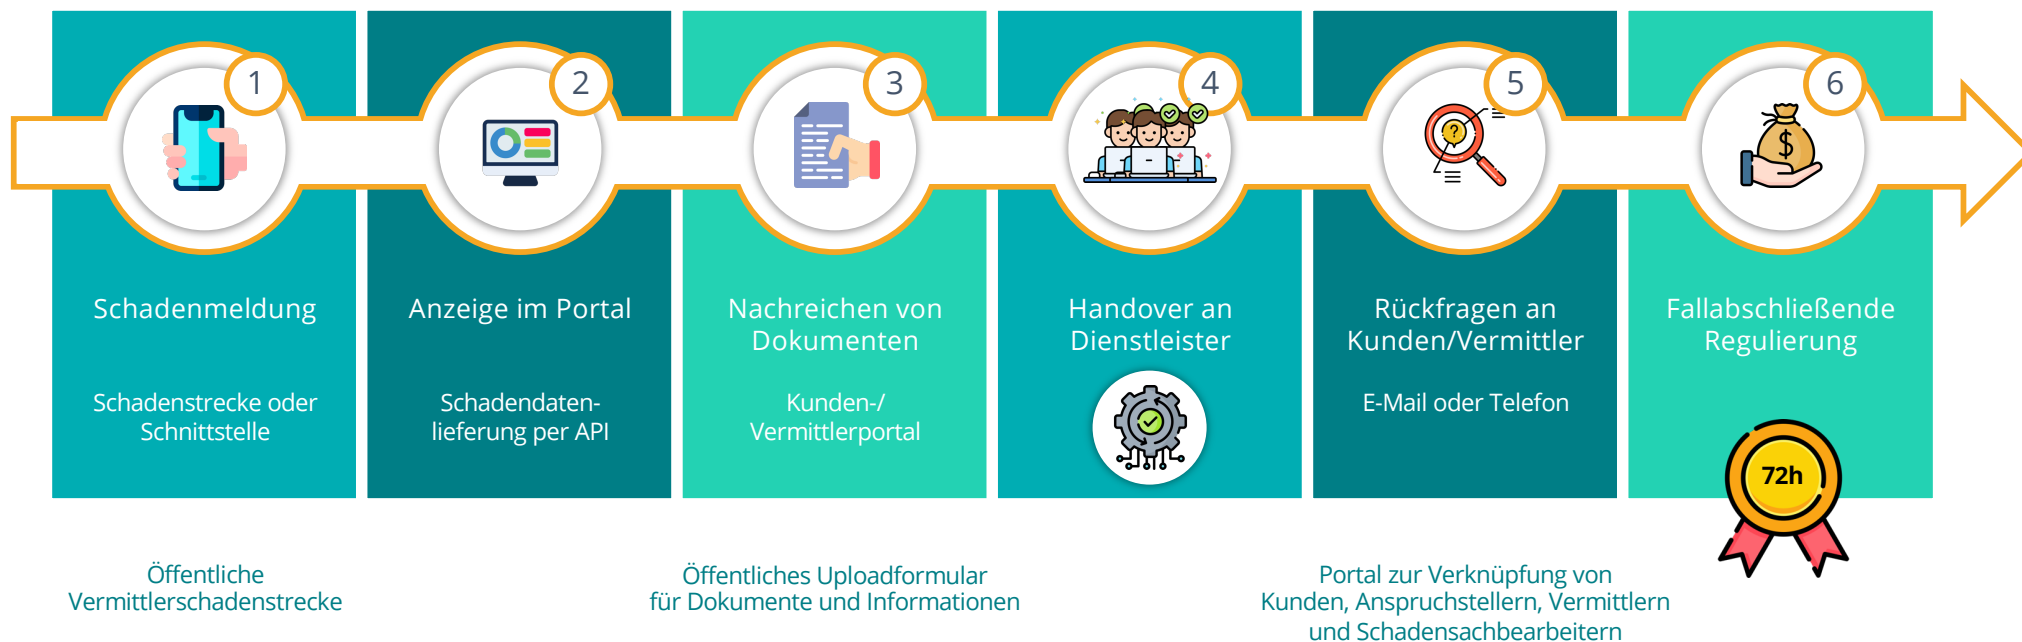 1
Schadenmeldung
Schadenstrecke oder
Schnittstelle
2
Anzeige im Portal
Schadendaten-
lieferung per API
3
Nachreichen von
Dokumenten
Kunden-/
Vermittlerportal
4
Handover an
Dienstleister
5
?
Rückfragen an
Kunden/Vermittler
E-Mail oder Telefon
6
$
Fallabschließende
Regulierung
72h
Öffentliche
Vermittlerschadenstrecke
Öffentliches Uploadformular
für Dokumente und Informationen
Portal zur Verknüpfung von
Kunden, Anspruchstellern, Vermittlern
und Schadensachbearbeitern